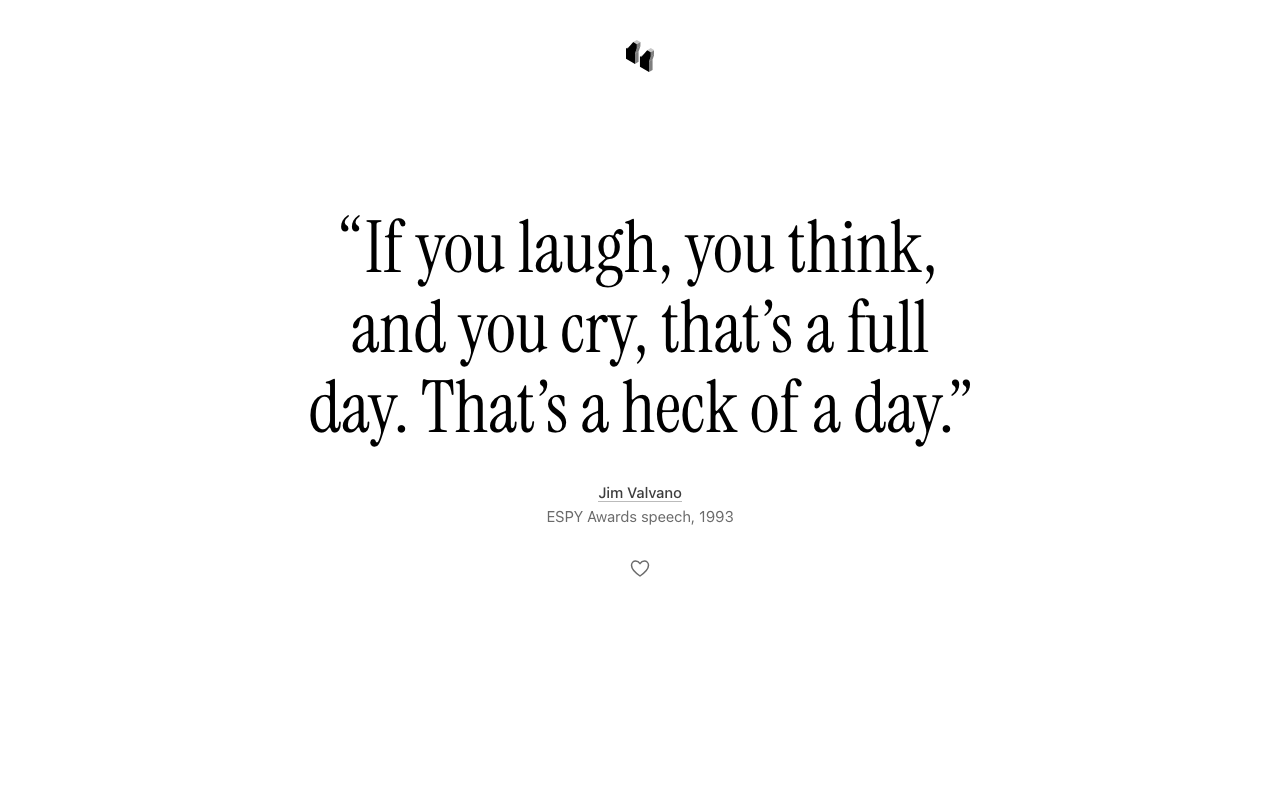 “If you laugh, you think,
and you cry, that’s a full
day. That’s a heck of a day.”
Jim Valvano
ESPY Awards speech, 1993